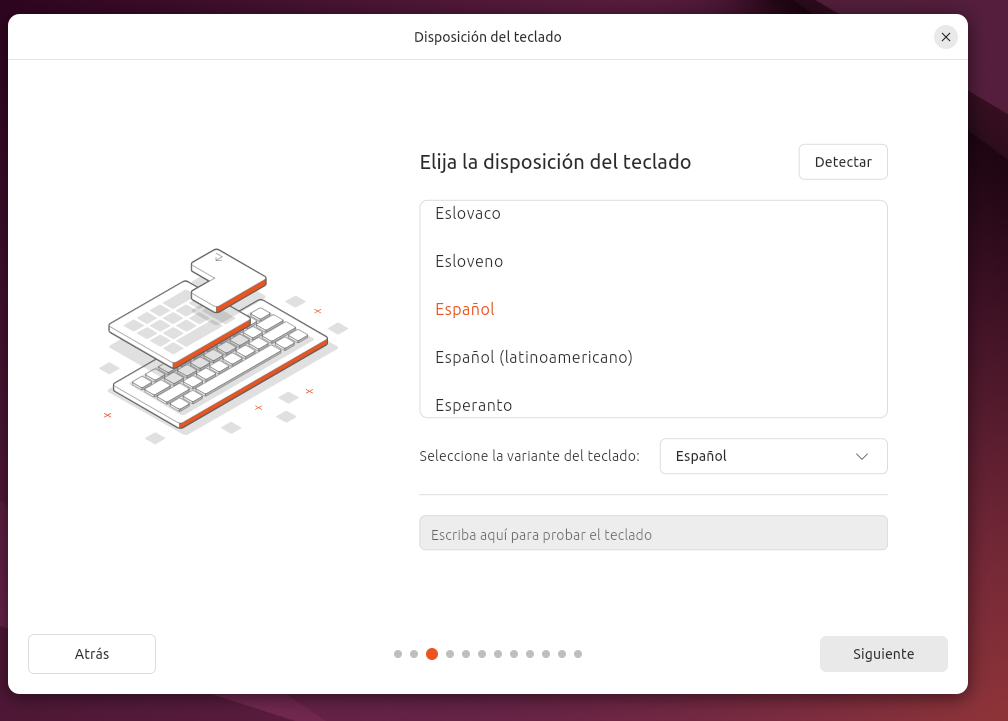 Disposición del teclado
Elija la disposición del teclado
Detectar
Eslovaco
Esloveno
Español
Español (latinoamericano)
Esperanto
Seleccione la variante del teclado:
Español
Escriba aquí para probar el teclado
Atrás
Siguiente